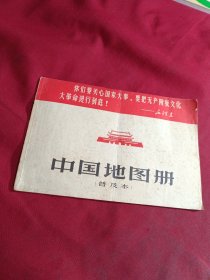 你们要关心国家大事，要把无产阶级文化
大革命进行到底！
——毛泽东
中国地图册
（普及本）